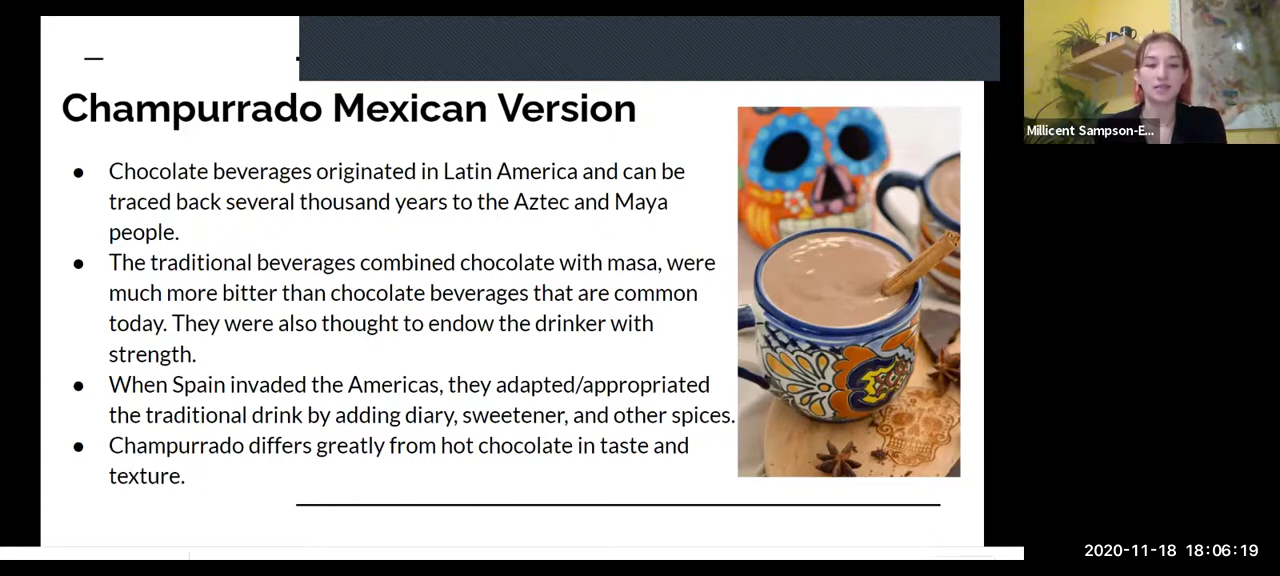 Champurrado Mexican Version
● Chocolate beverages originated in Latin America and can be
traced back several thousand years to the Aztec and Maya
people.
● The traditional beverages combined chocolate with masa, were
much more bitter than chocolate beverages that are common
today. They were also thought to endow the drinker with
strength.
● When Spain invaded the Americas, they adapted/appropriated
the traditional drink by adding diary, sweetener, and other spices.
● Champurrado differs greatly from hot chocolate in taste and
texture.
Millicent Sampson-E...
2020-11-18 18:06:19